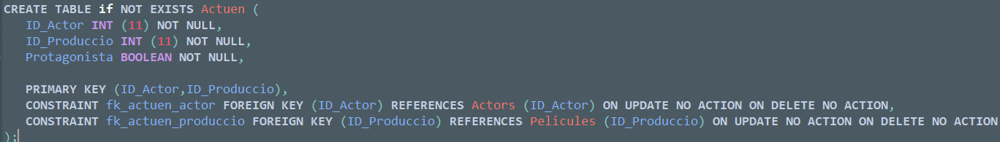 CREATE TABLE if NOT EXISTS Actuen (
ID_Actor INT (11) NOT NULL,
ID_Produccio INT (11) NOT NULL,
Protagonista BOOLEAN NOT NULL,
PRIMARY KEY (ID_Actor,ID_Produccio),
CONSTRAINT fk_actuen_actor FOREIGN KEY (ID_Actor) REFERENCES Actors (ID_Actor) ON UPDATE NO ACTION ON DELETE NO ACTION,
CONSTRAINT fk_actuen_produccio FOREIGN KEY (ID_Produccio) REFERENCES Pelicules (ID_Produccio) ON UPDATE NO ACTION ON DELETE NO ACTION
);